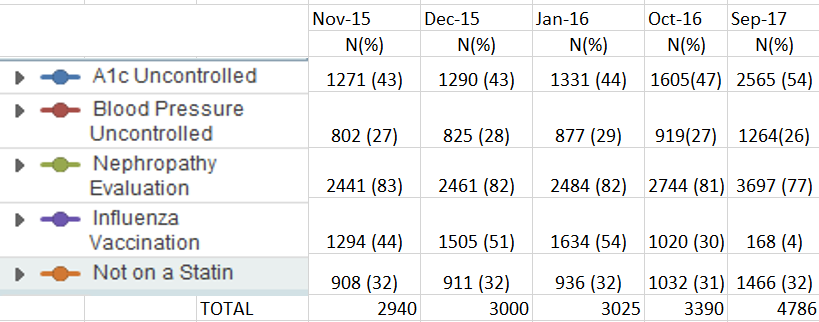 Nov-15 Dec-15 Jan-16 Oct-16 Sep-17
N(%) N(%) N(%) N(%) N(%)
A1c Uncontrolled 1271 (43) 1290 (43) 1331 (44) 1605(47) 2565 (54)
Blood Pressure
Uncontrolled 802 (27) 825 (28) 877 (29) 919(27) 1264(26)
Nephropathy
Evaluation 2441 (83) 2461 (82) 2484 (82) 2744 (81) 3697 (77)
Influenza
Vaccination 1294 (44) 1505 (51) 1634 (54) 1020 (30) 168 (4)
Not on a Statin 908 (32) 911 (32) 936 (32) 1032 (31) 1466 (32)
TOTAL 2940 3000 3025 3390 4786